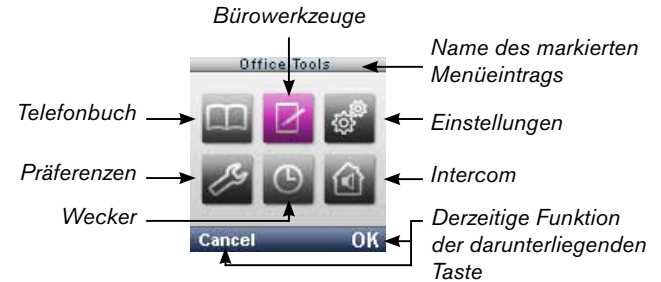 Bürowerkzeuge
Office Tools
Name des markierten
Menüeintrags
Telefonbuch
Einstellungen
Präferenzen
Intercom
Wecker
Cancel
OK
Derzeitige Funktion
der darunterliegenden
Taste